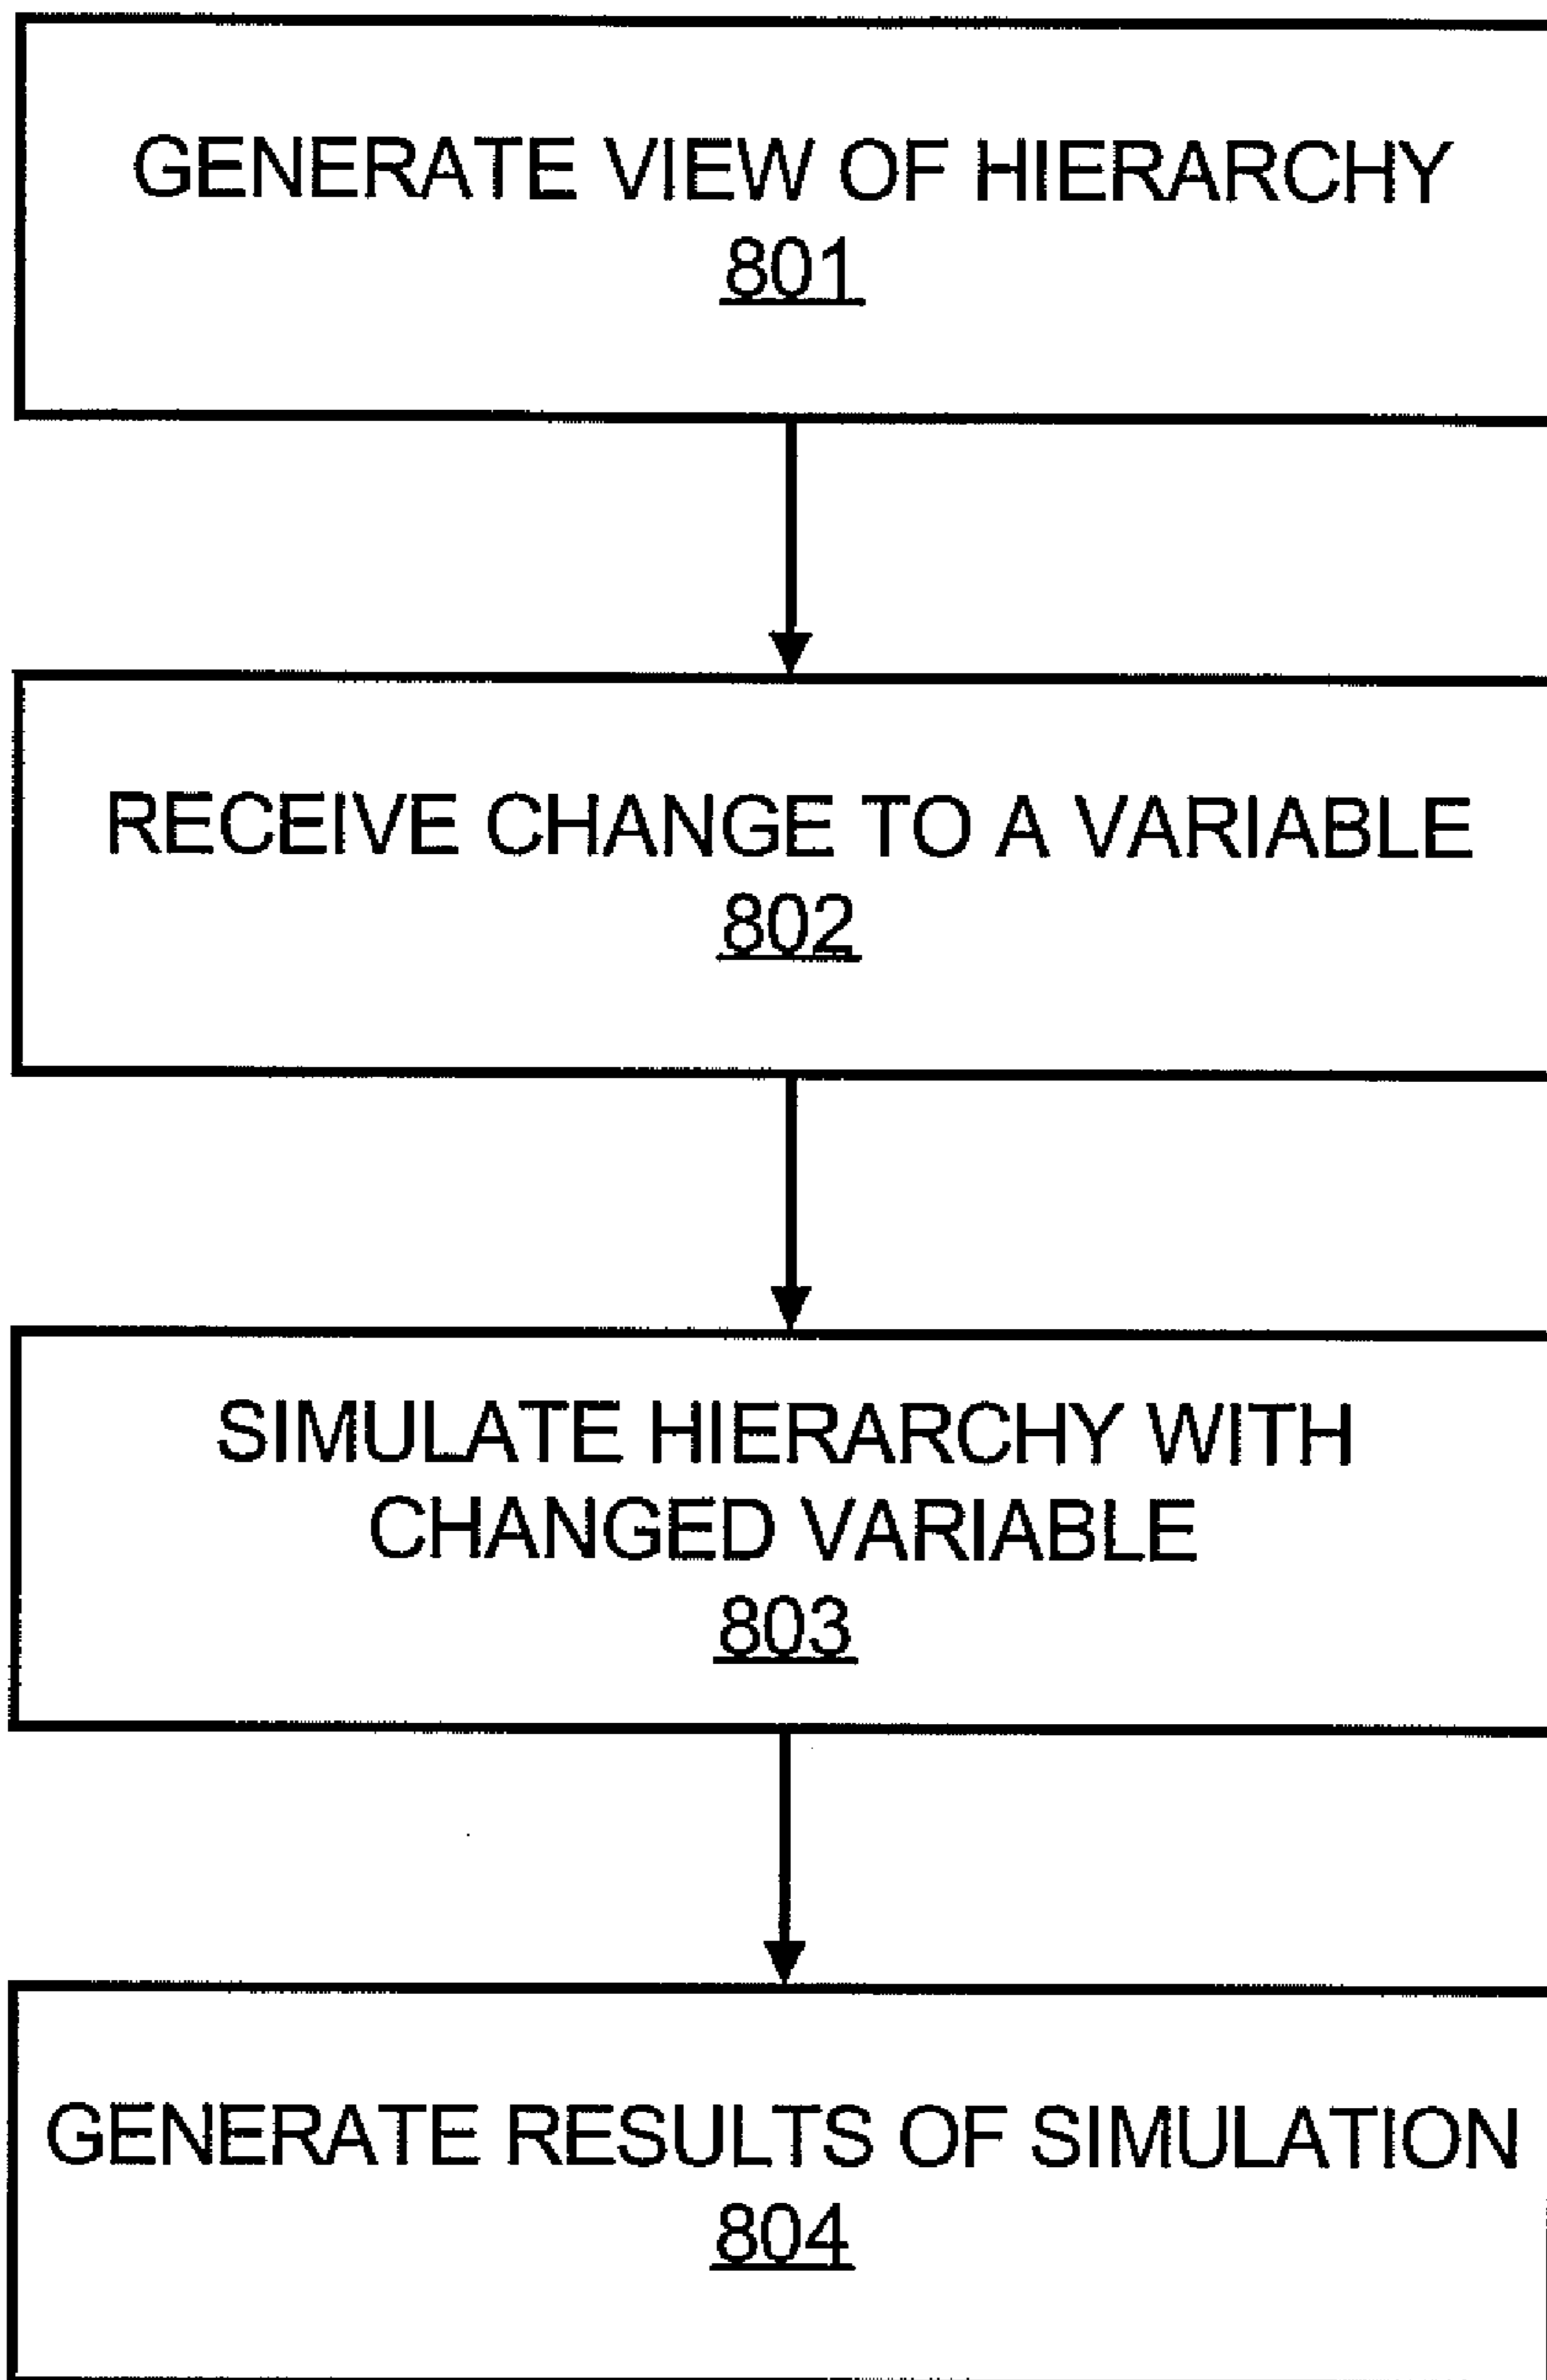 GENERATE VIEW OF HIERARCHY
801
RECEIVE CHANGE TO A VARIABLE
802
SIMULATE HIERARCHY WITH
CHANGED VARIABLE
803
GENERATE RESULTS OF SIMULATION
804